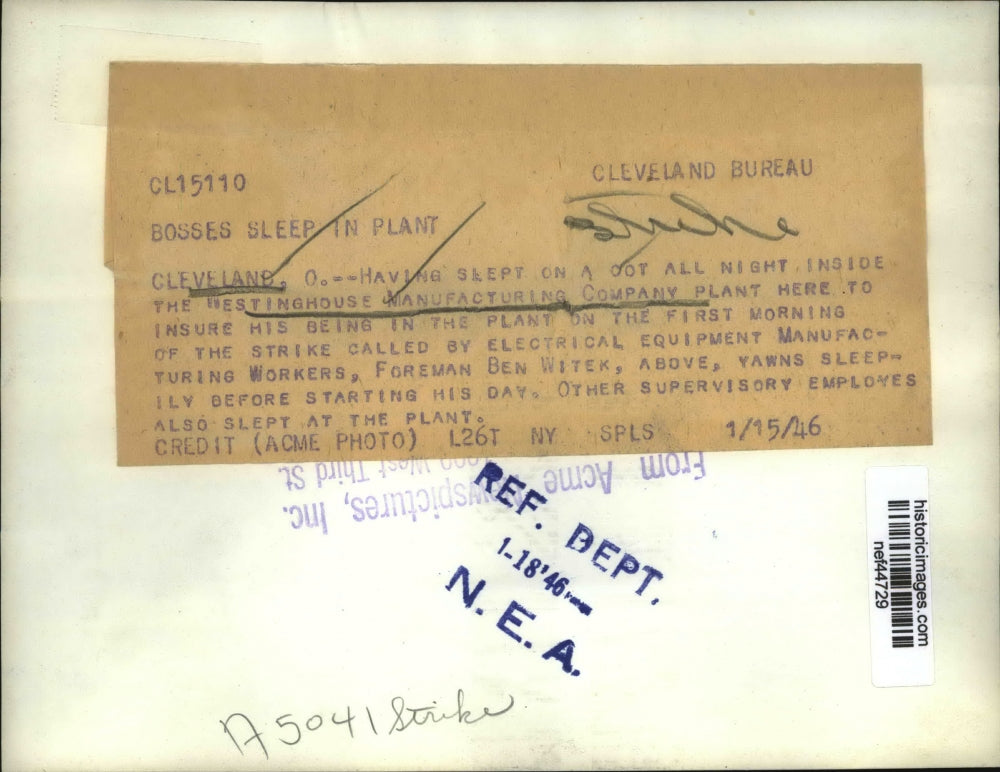 CL15110
CLEVELAND BUREAU
Strike
BOSSES SLEEP IN PLANT
CLEVELAND, O.--HAVING SLEPT ON A COT ALL NIGHT INSIDE
THE WESTINGHOUSE MANUFACTURING COMPANY PLANT HERE TO
INSURE HIS BEING IN THE PLANT ON THE FIRST MORNING
OF THE STRIKE CALLED BY ELECTRICAL EQUIPMENT MANUFAC-
TURING WORKERS, FOREMAN BEN WITEK, ABOVE, YAWNS SLEEP-
ILY BEFORE STARTING HIS DAY. OTHER SUPERVISORY EMPLOYES
ALSO SLEPT AT THE PLANT.
CREDIT (ACME PHOTO) L26T NY SPLS 1/15/46
From Acme Newspictures, Inc.
West Third St.
REF. DEPT.
1-18'46
N. E. A.
A5041 Strike
historicimages.com
nef44729